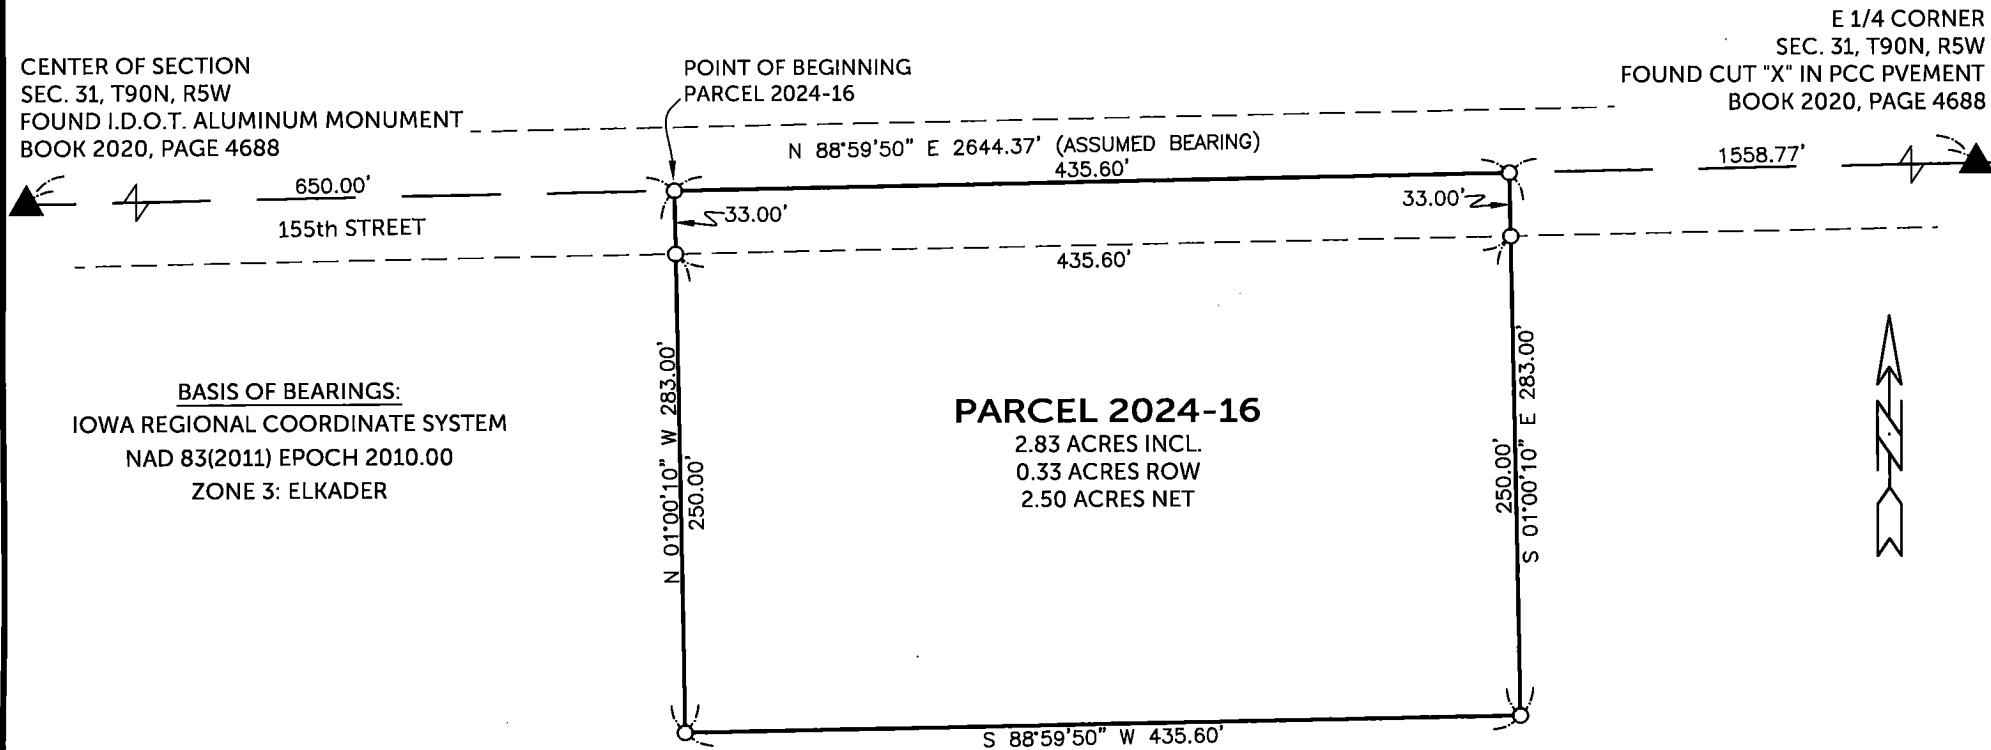 CENTER OF SECTION
SEC. 31, T90N, R5W
FOUND I.D.O.T. ALUMINUM MONUMENT
BOOK 2020, PAGE 4688
POINT OF BEGINNING
PARCEL 2024-16
E 1/4 CORNER
SEC. 31, T90N, R5W
FOUND CUT "X" IN PCC PVEMENT
BOOK 2020, PAGE 4688
N 88°59'50" E 2644.37' (ASSUMED BEARING)
650.00'
435.60'
1558.77'
155th STREET
33.00'
33.00'
435.60'
BASIS OF BEARINGS:
IOWA REGIONAL COORDINATE SYSTEM
NAD 83(2011) EPOCH 2010.00
ZONE 3: ELKADER
N 01°00'10" W 283.00'
250.00'
PARCEL 2024-16
2.83 ACRES INCL.
0.33 ACRES ROW
2.50 ACRES NET
250.00'
S 01°00'10" E 283.00'
N
S 88°59'50" W 435.60'